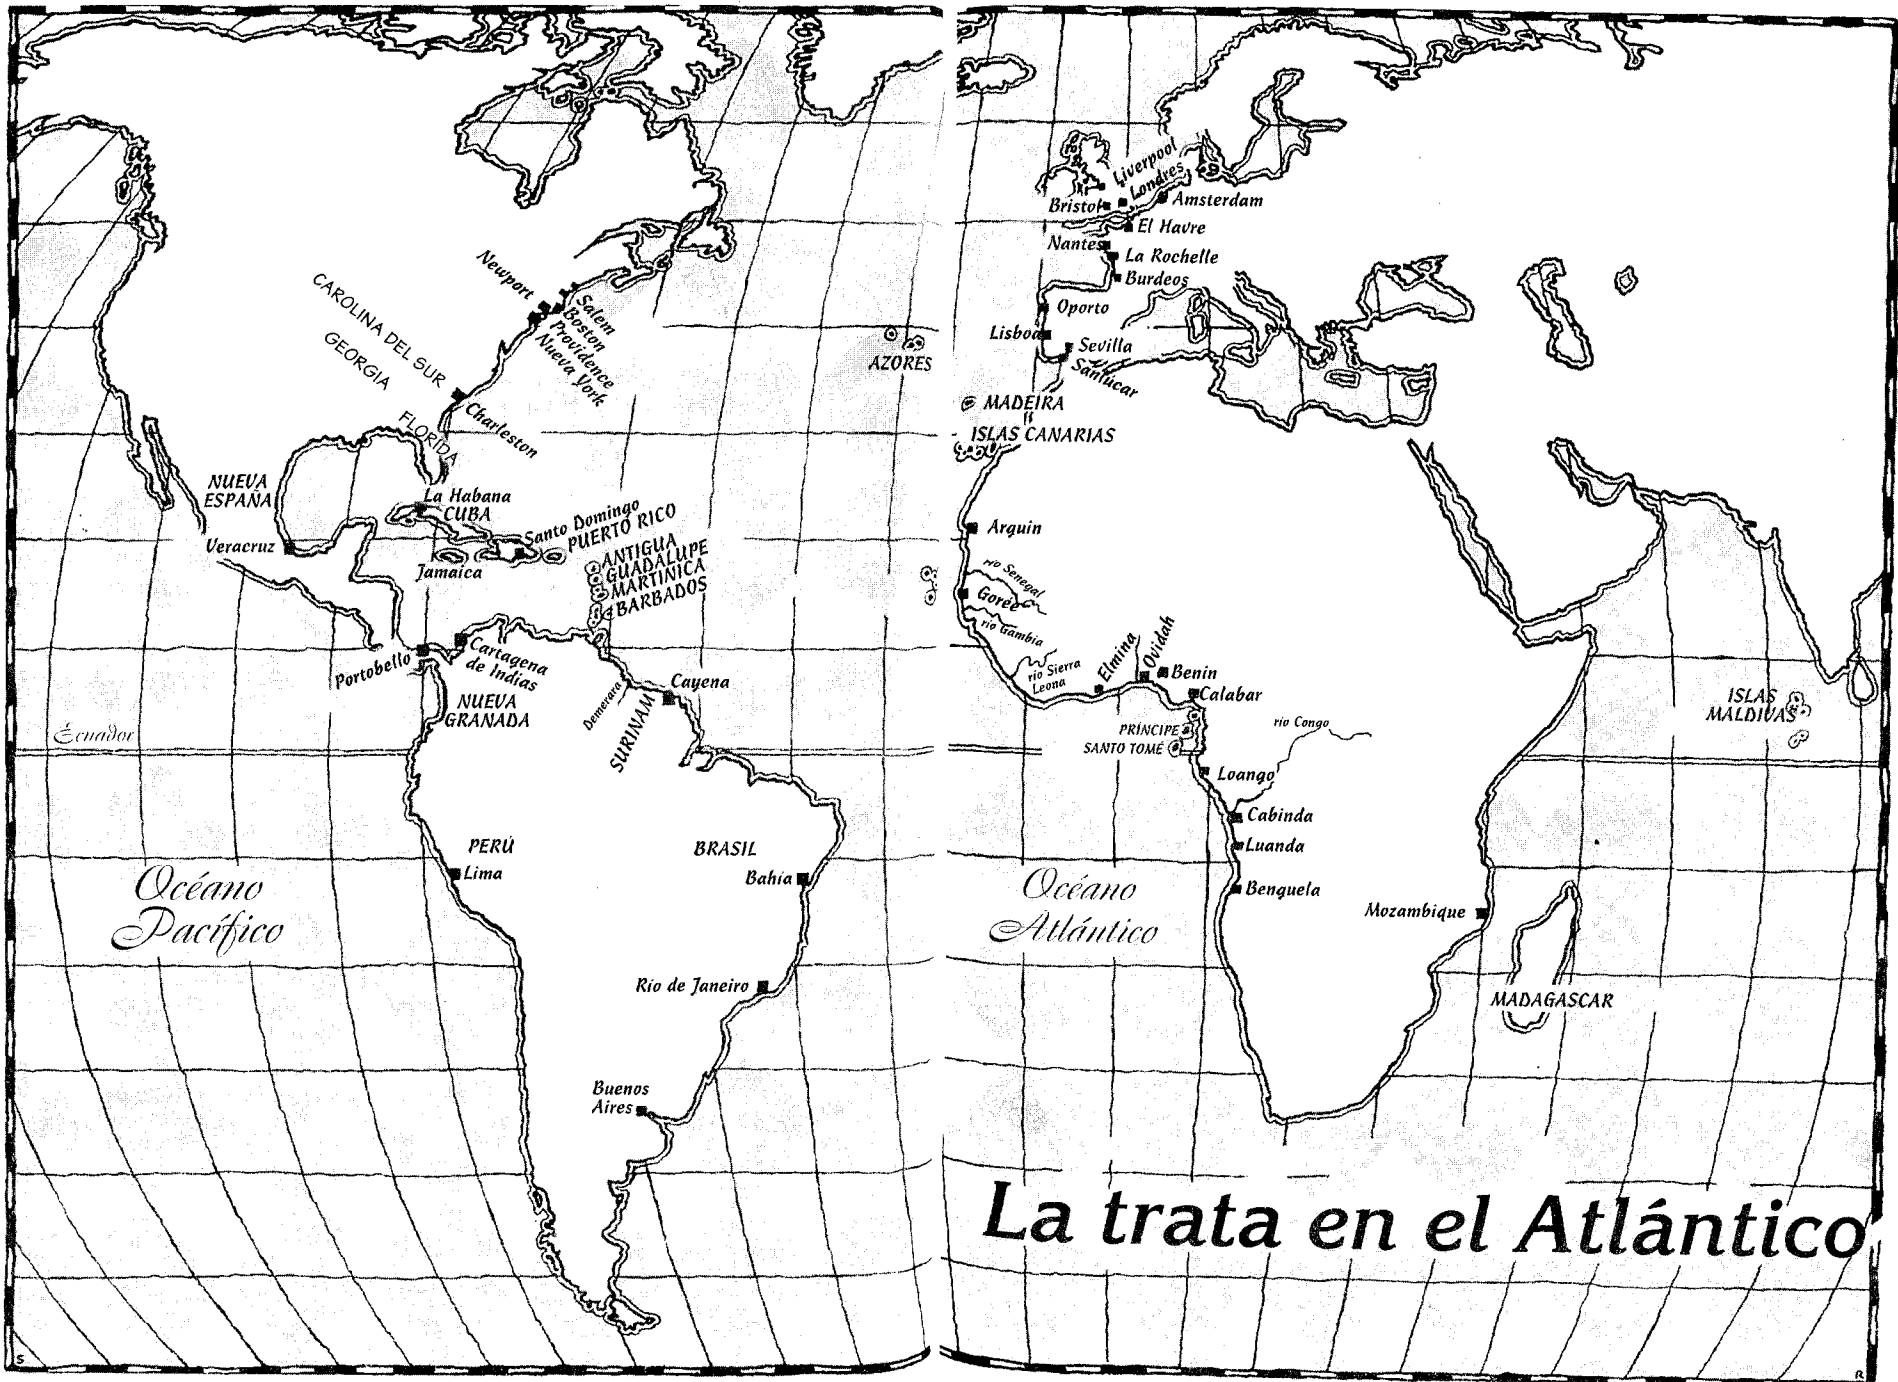 Newport
Salem
Boston
Providence
Nueva York
CAROLINA DEL SUR
GEORGIA
Charleston
FLORIDA
NUEVA
ESPAÑA
La Habana
CUBA
Veracruz
Santo Domingo
PUERTO RICO
Jamaica
ANTIGUA
GUADALUPE
MARTINICA
BARBADOS
Portobello
Cartagena
de Indias
NUEVA
GRANADA
Demerara
SURINAM
Cayena
Ecuador
PERÚ
Lima
BRASIL
Bahía
Océano
Pacífico
Río de Janeiro
Buenos
Aires
AZORES
Liverpool
Londres
Bristol
Amsterdam
El Havre
Nantes
La Rochelle
Burdeos
Oporto
Lisboa
Sevilla
Sanlúcar
MADEIRA
ISLAS CANARIAS
Arguin
río Senegal
Gorée
río Gambia
río Sierra
Leona
Elmina
Ovidah
Benin
Calabar
PRÍNCIPE
SANTO TOMÉ
río Congo
Loango
Cabinda
Luanda
Benguela
Mozambique
Océano
Atlántico
MADAGASCAR
ISLAS
MALDIVAS
La trata en el Atlántico
S
R